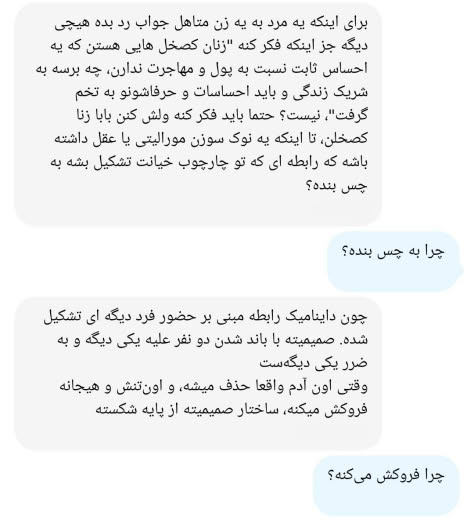 برای اینکه یه مرد به یه زن متاهل جواب رد بده هیچی
دیگه جز اینکه فکر کنه "زنان کصخل هایی هستن که یه
احساس ثابت نسبت به پول و مهاجرت ندارن، چه برسه به
شریک زندگی و باید احساسات و حرفاشونو به تخم
گرفت"، نیست؟ حتما باید فکر کنه ولش کن بابا زنا
کصخلن، تا اینکه یه نوک سوزن مورالیتی یا عقل داشته
باشه که رابطه ای که تو چارچوب خیانت تشکیل بشه به
چس بنده؟
چرا به چس بنده؟
چون داینامیک رابطه مبنی بر حضور فرد دیگه ای تشکیل
شده. صمیمیته با باند شدن دو نفر علیه یکی دیگه و به
ضرر یکی دیگه‌ست
وقتی اون آدم واقعا حذف میشه، و اون‌تنش و هیجانه
فروکش میکنه، ساختار صمیمیته از پایه شکسته
چرا فروکش می‌کنه؟